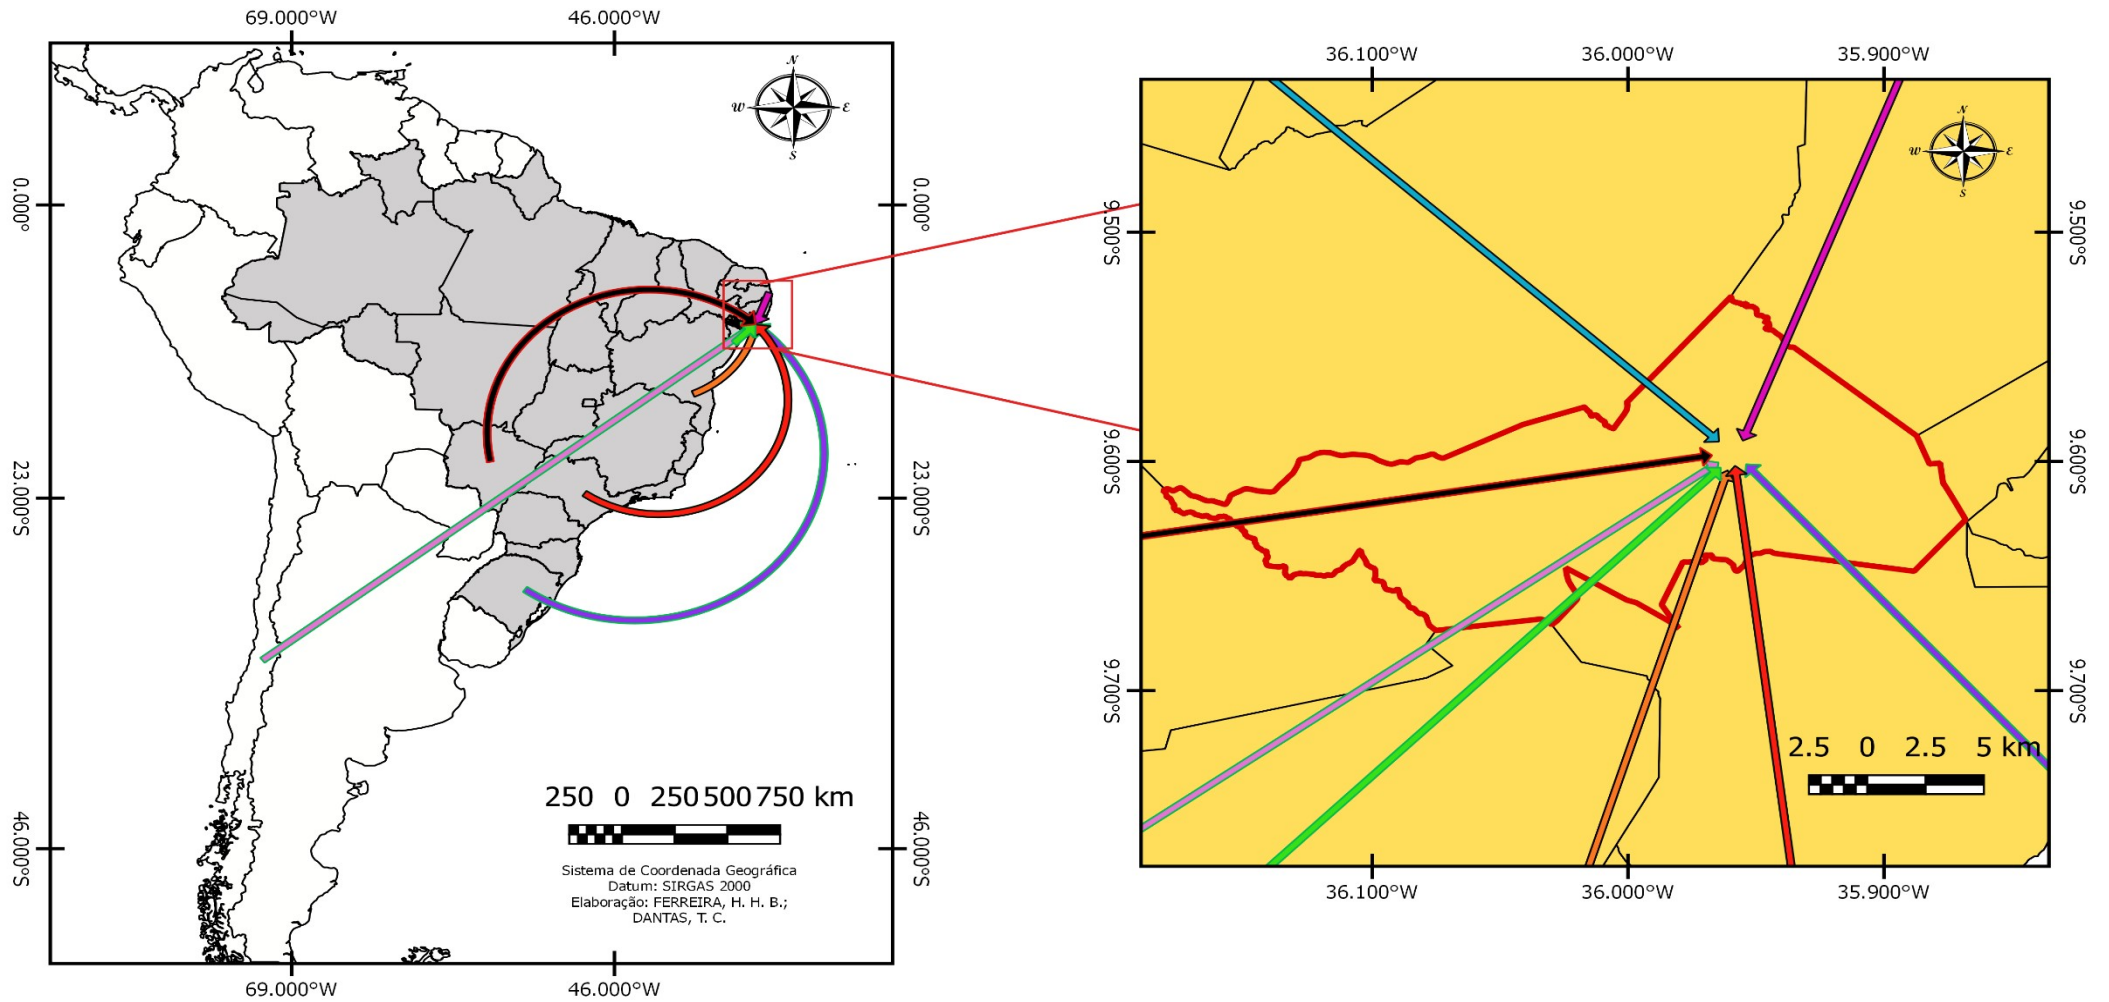 69.000°W 46.000°W
N
W E
S
0.000° 0.000°
23.000°S 23.000°S
46.000°S 46.000°S
250 0 250 500 750 km
Sistema de Coordenada Geográfica
Datum: SIRGAS 2000
Elaboração: FERREIRA, H. H. B.;
DANTAS, T. C.
69.000°W 46.000°W
36.100°W 36.000°W 35.900°W
N
W E
S
9.500°S 9.500°S
9.600°S 9.600°S
9.700°S 9.700°S
2.5 0 2.5 5 km
36.100°W 36.000°W 35.900°W